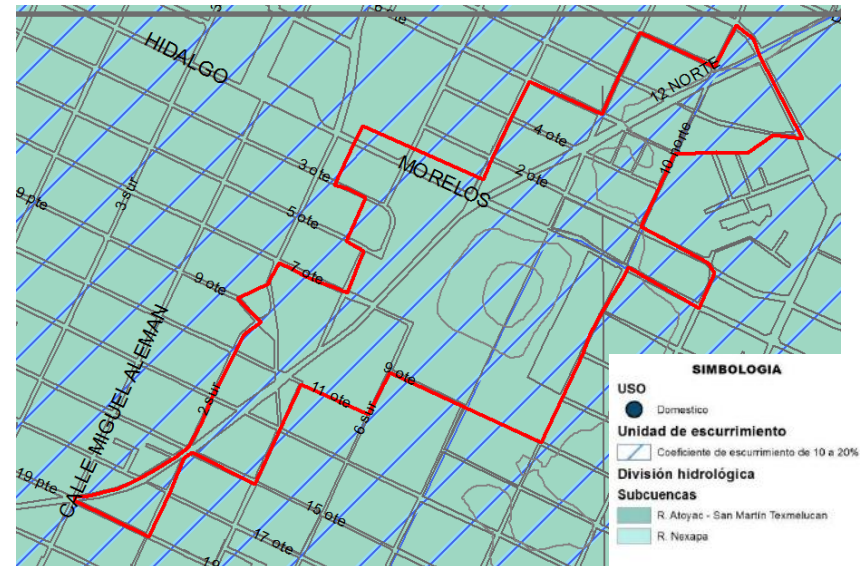 HIDALGO
12 NORTE
4 ote
10 norte
3 ote
MORELOS
2 ote
9 pte
3 sur
5 ote
7 ote
9 ote
CALLE MIGUEL ALEMAN
2 sur
9 ote
11 ote
6 sur
19 pte
15 ote
17 ote
SIMBOLOGIA
USO
Domestico
Unidad de escurrimiento
Coeficiente de escurrimiento de 10 a 20%
División hidrológica
Subcuencas
R. Atoyac - San Martín Texmelucan
R. Nexapa